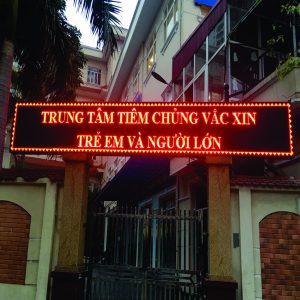 TRUNG TÂM TIÊM CHỦNG VẮC XIN
TRẺ EM VÀ NGƯỜI LỚN